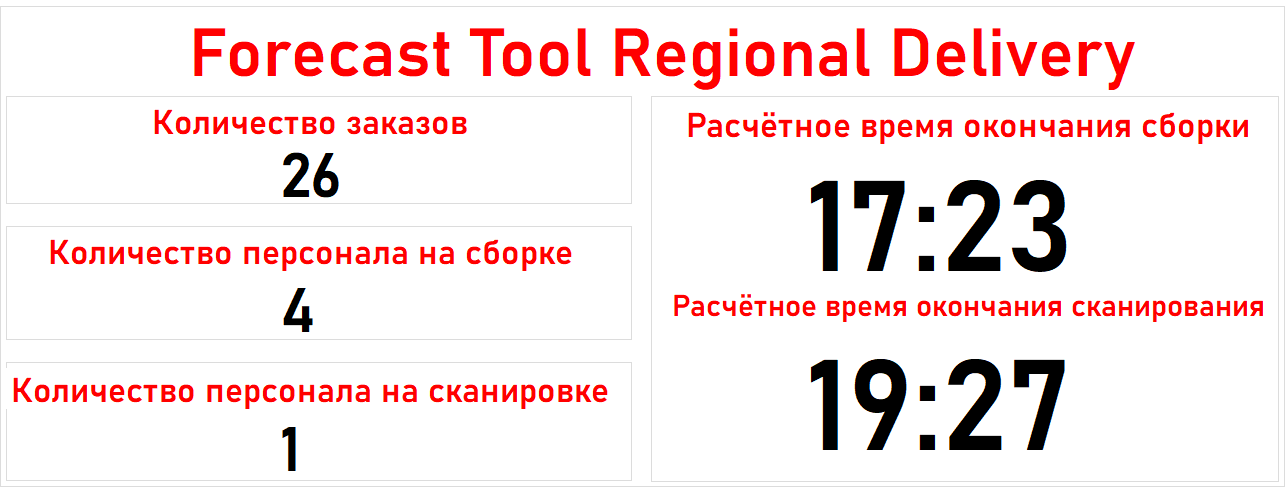 Forecast Tool Regional Delivery
Количество заказов
26
Количество персонала на сборке
4
Количество персонала на сканировке
1
Расчётное время окончания сборки
17:23
Расчётное время окончания сканирования
19:27